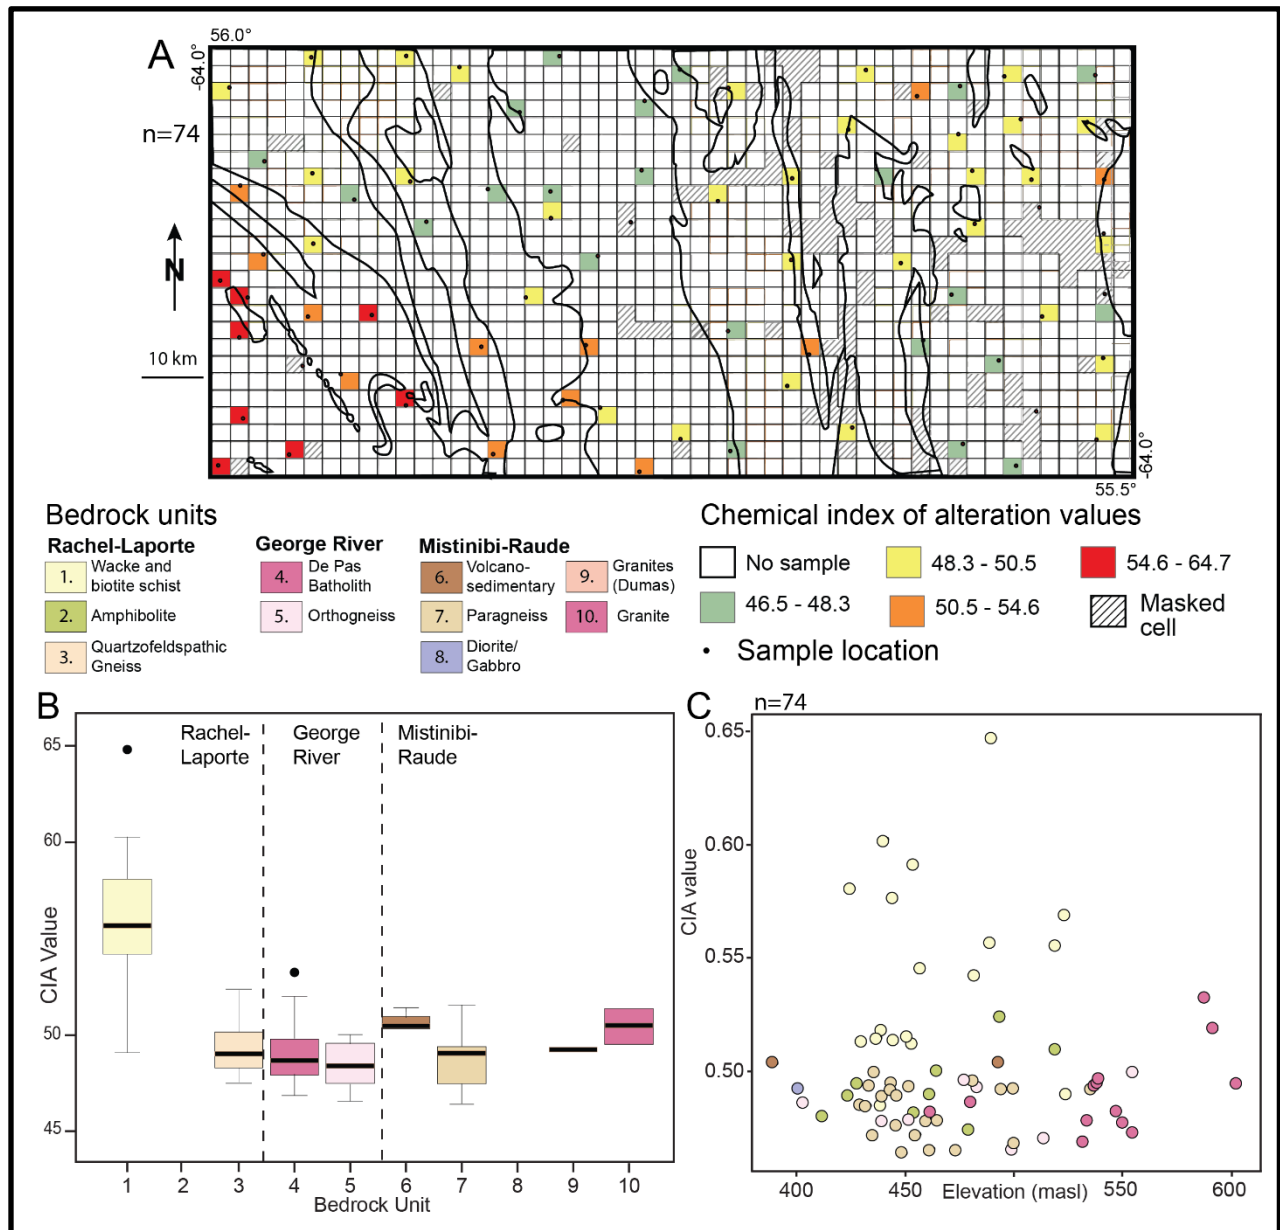 56.0°
A
-64.0°
n=74
N
10 km
-64.0°
55.5°
Bedrock units
Rachel-Laporte
1. Wacke and
biotite schist
2. Amphibolite
3. Quartzofeldspathic
Gneiss
George River
4. De Pas
Batholith
5. Orthogneiss
Mistinibi-Raude
6. Volcano-
sedimentary
7. Paragneiss
8. Diorite/
Gabbro
9. Granites
(Dumas)
10. Granite
Chemical index of alteration values
No sample
46.5 - 48.3
48.3 - 50.5
50.5 - 54.6
54.6 - 64.7
Masked
cell
Sample location
B
Rachel-
Laporte
George
River
Mistinibi-
Raude
CIA Value
65
60
50
45
1 2 3 4 5 6 7 8 9 10
Bedrock Unit
C
n=74
CIA value
0.65
0.60
0.55
0.50
400 450 550 600
Elevation (masl)